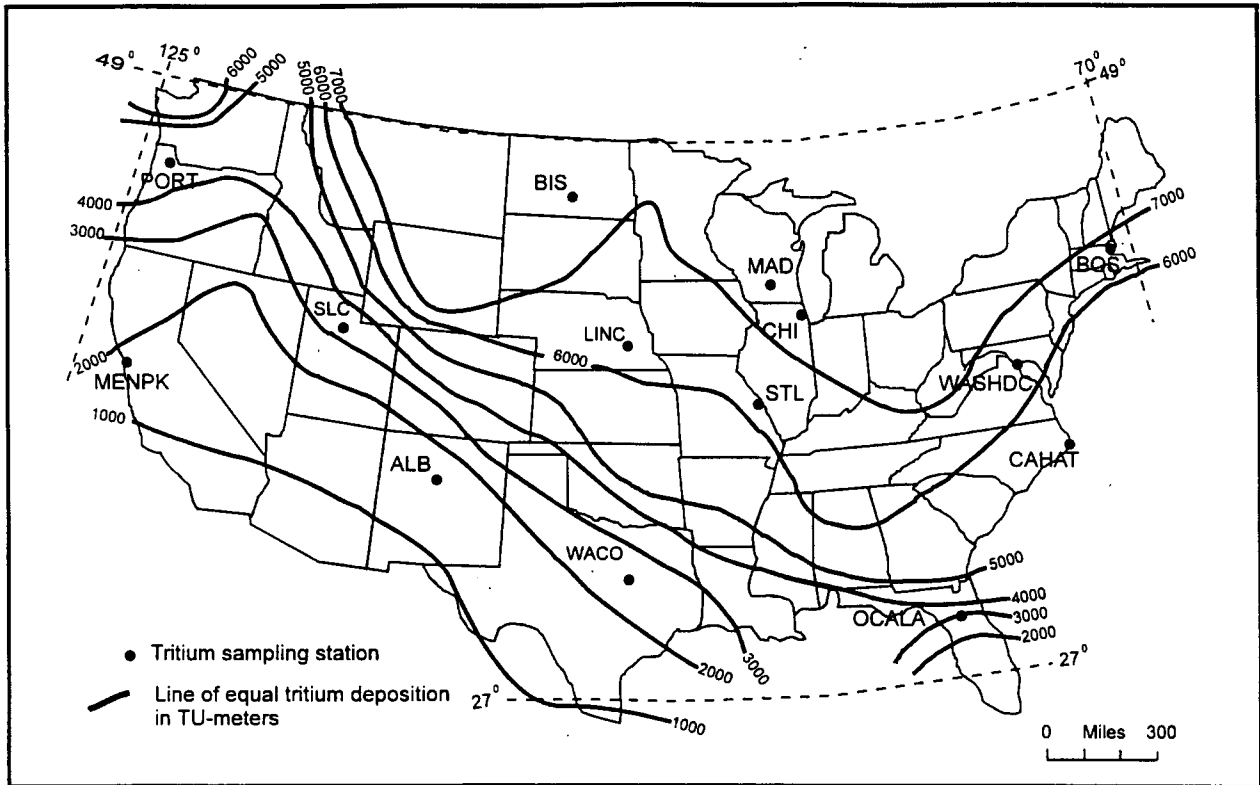 49°
125°
6000
5000
5000
6000
7000
70°
49°
PORT
4000
3000
BIS
7000
MAD
BOS
6000
SLC
LINC
CHI
2000
MENPK
6000
STL
WASHDC
1000
ALB
CAHAT
WACO
5000
4000
OCALA
3000
2000
Tritium sampling station
2000
3000
27°
Line of equal tritium deposition
in TU-meters
27°
1000
0 Miles 300